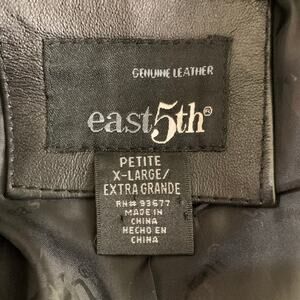 GENUINE LEATHER
east5th®
PETITE
X-LARGE/
EXTRA GRANDE
RN# 93677
MADE IN
CHINA
HECHO EN
CHINA